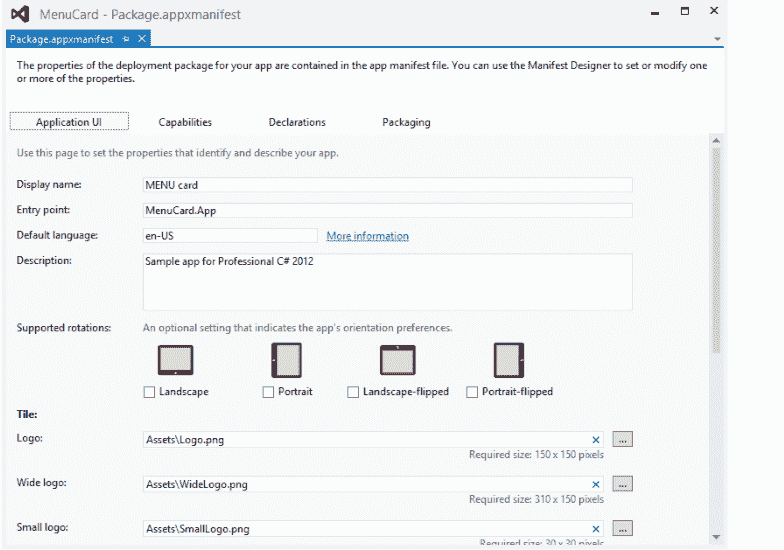 MenuCard - Package.appxmanifest
Package.appxmanifest
The properties of the deployment package for your app are contained in the app manifest file. You can use the Manifest Designer to set or modify one
or more of the properties.
Application UI Capabilities Declarations Packaging
Use this page to set the properties that identify and describe your app.
Display name: MENU card
Entry point: MenuCard.App
Default language: en-US More information
Description: Sample app for Professional C# 2012
Supported rotations: An optional setting that indicates the app's orientation preferences.
Landscape Portrait Landscape-flipped Portrait-flipped
Tile:
Logo: Assets\Logo.png ...
Required size: 150 x 150 pixels
Wide logo: Assets\WideLogo.png ...
Required size: 310 x 150 pixels
Small logo: Assets\SmallLogo.png ...
Required size: 30 x 30 pixels